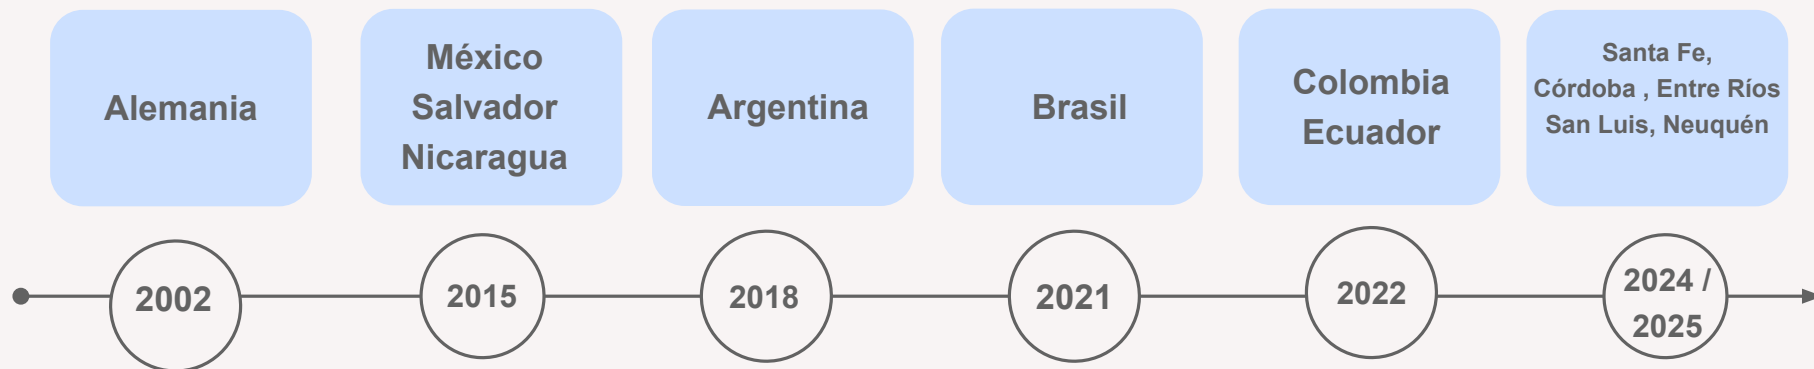 Alemania
México
Salvador
Nicaragua
Argentina
Brasil
Colombia
Ecuador
Santa Fe,
Córdoba , Entre Ríos
San Luis, Neuquén
2002
2015
2018
2021
2022
2024 /
2025